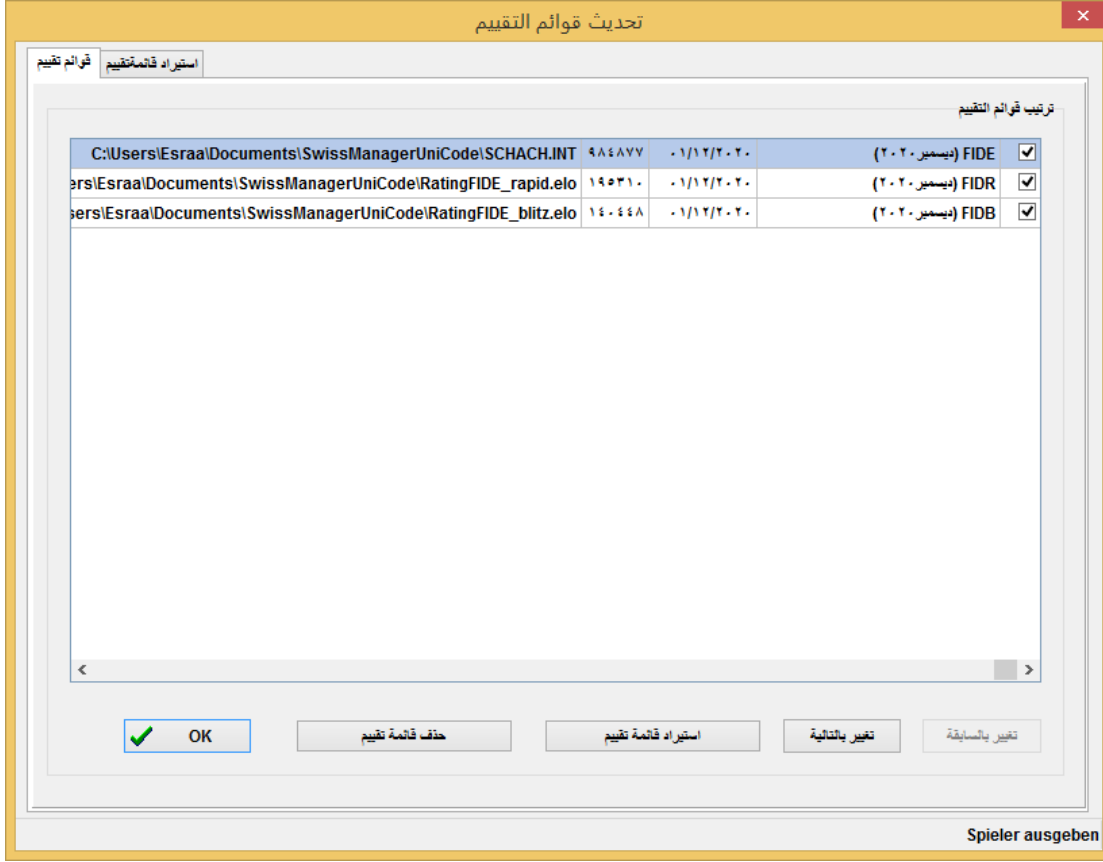 تحديث قوائم التقييم
قوائم تقييم
استيراد قائمةتقييم
ترتيب قوائم التقييم
FIDE (ديسمبر ٢٠٢٠) ٠١/١٢/٢٠٢٠ ٩٨٤٨٧٧ C:\Users\Esraa\Documents\SwissManagerUniCode\SCHACH.INT
FIDR (ديسمبر ٢٠٢٠) ٠١/١٢/٢٠٢٠ ١٩٥٣١٠ ers\Esraa\Documents\SwissManagerUniCode\RatingFIDE_rapid.elo
FIDB (ديسمبر ٢٠٢٠) ٠١/١٢/٢٠٢٠ ١٤٠٤٤٨ sers\Esraa\Documents\SwissManagerUniCode\RatingFIDE_blitz.elo
تغيير بالسابقة
تغيير بالتالية
استيراد قائمة تقييم
حذف قائمة تقييم
OK
Spieler ausgeben